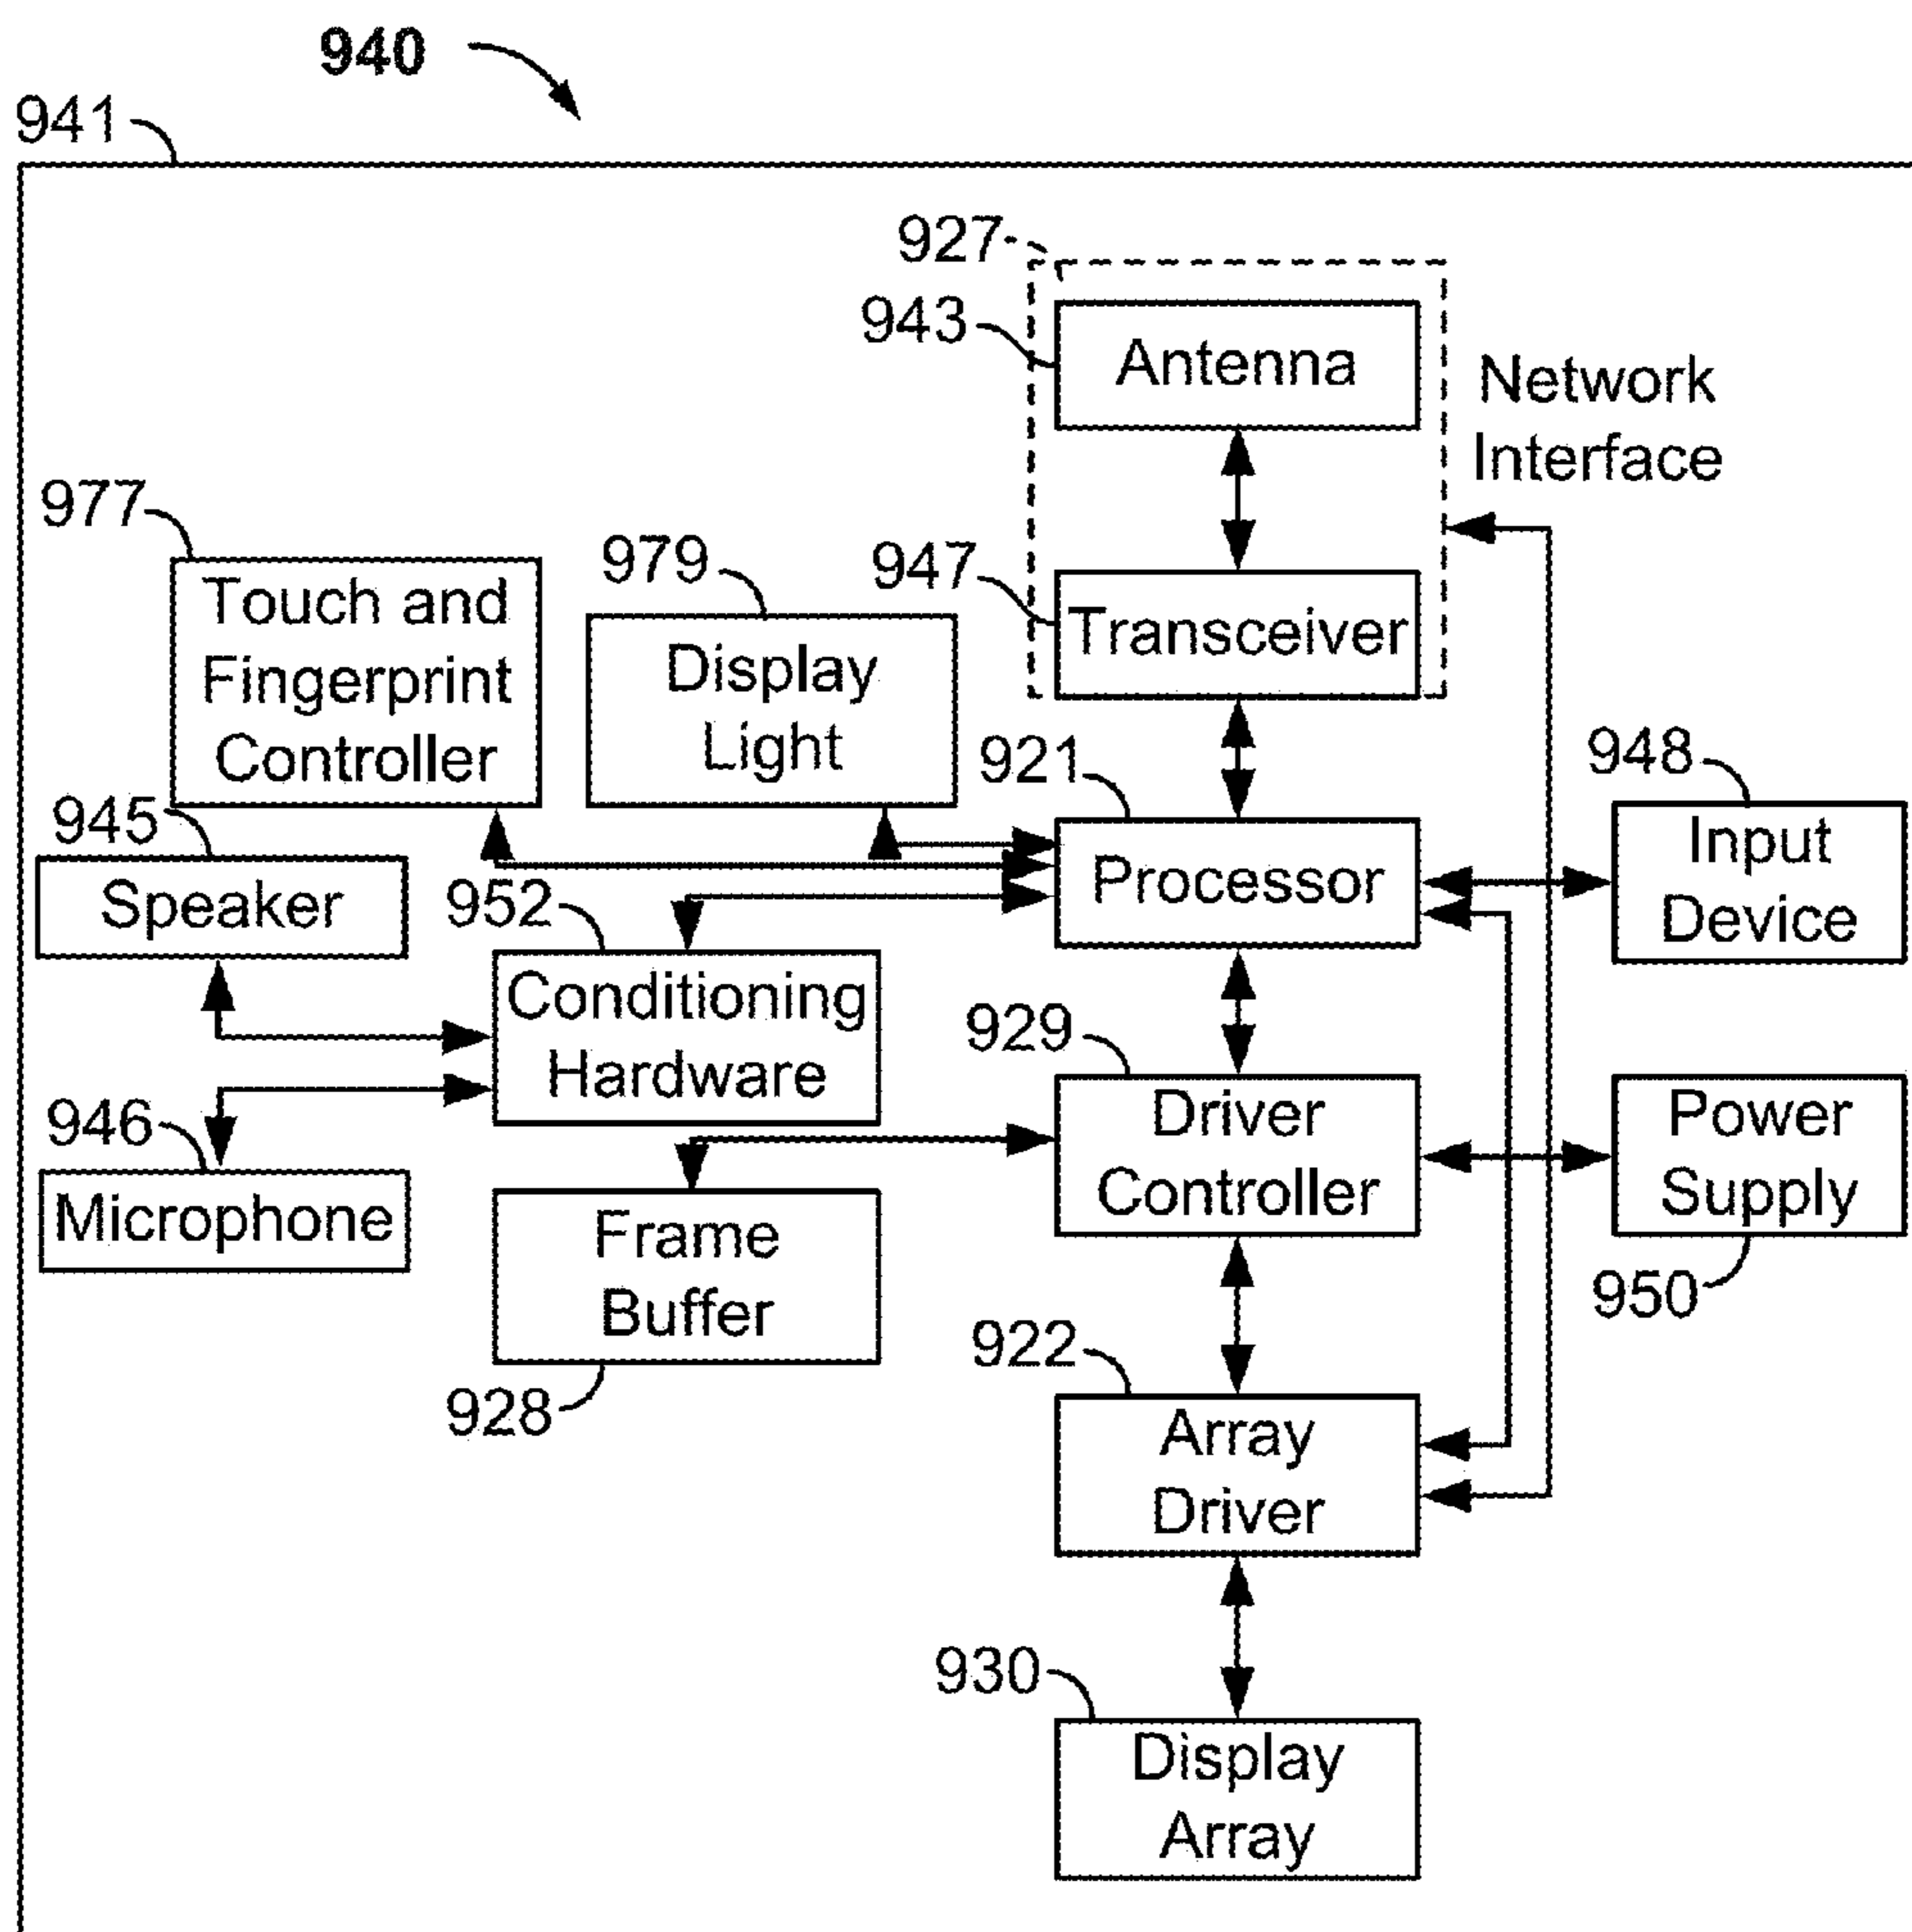 940
941
927
943
Antenna
Network
Interface
977
979
947
Touch and
Fingerprint
Controller
Display
Light
Transceiver
921
948
945
Speaker
952
Processor
Input
Device
Conditioning
Hardware
929
946
Microphone
Driver
Controller
Power
Supply
950
Frame
Buffer
928
922
Array
Driver
930
Display
Array